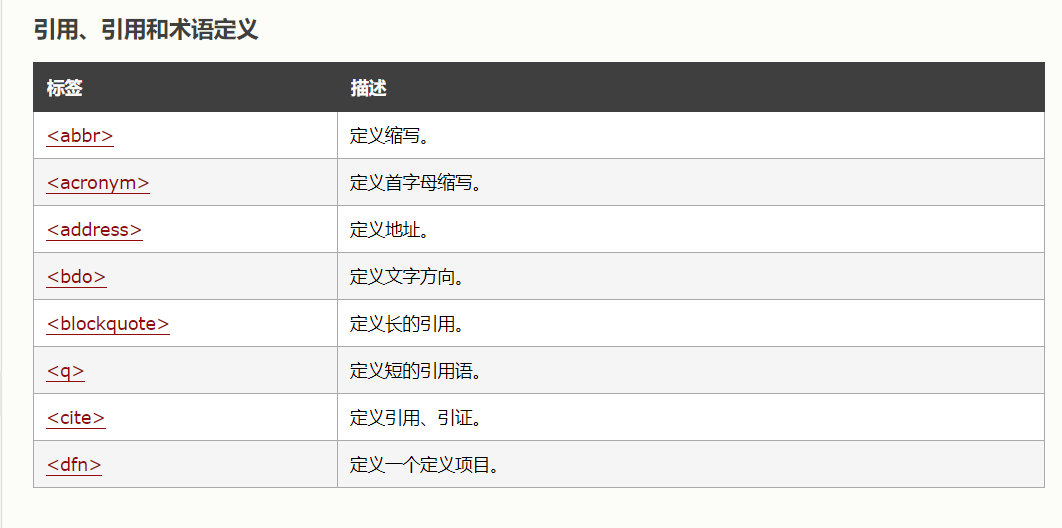 引用、引用和术语定义
标签 描述
<abbr> 定义缩写。
<acronym> 定义首字母缩写。
<address> 定义地址。
<bdo> 定义文字方向。
<blockquote> 定义长的引用。
<q> 定义短的引用语。
<cite> 定义引用、引证。
<dfn> 定义一个定义项目。